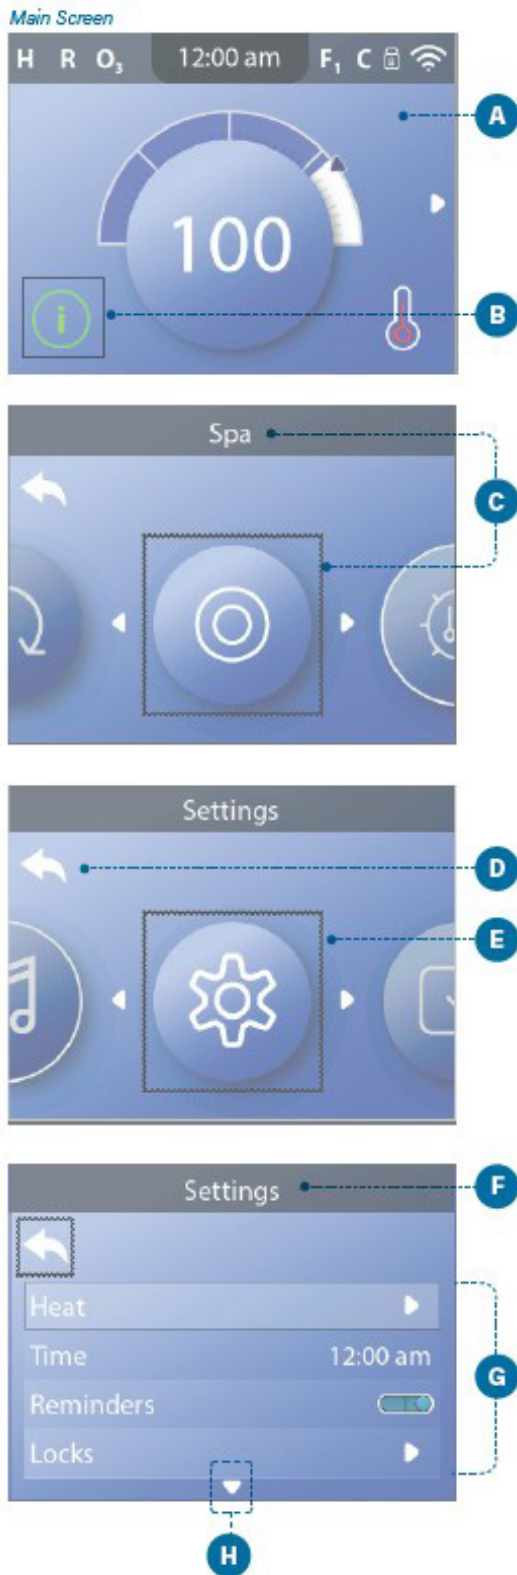 Main Screen
H R O₃ 12:00 am F₁ C
A
100
i
B
Spa
C
Settings
D
E
Settings
F
Heat
Time 12:00 am
G
Reminders
Locks
H